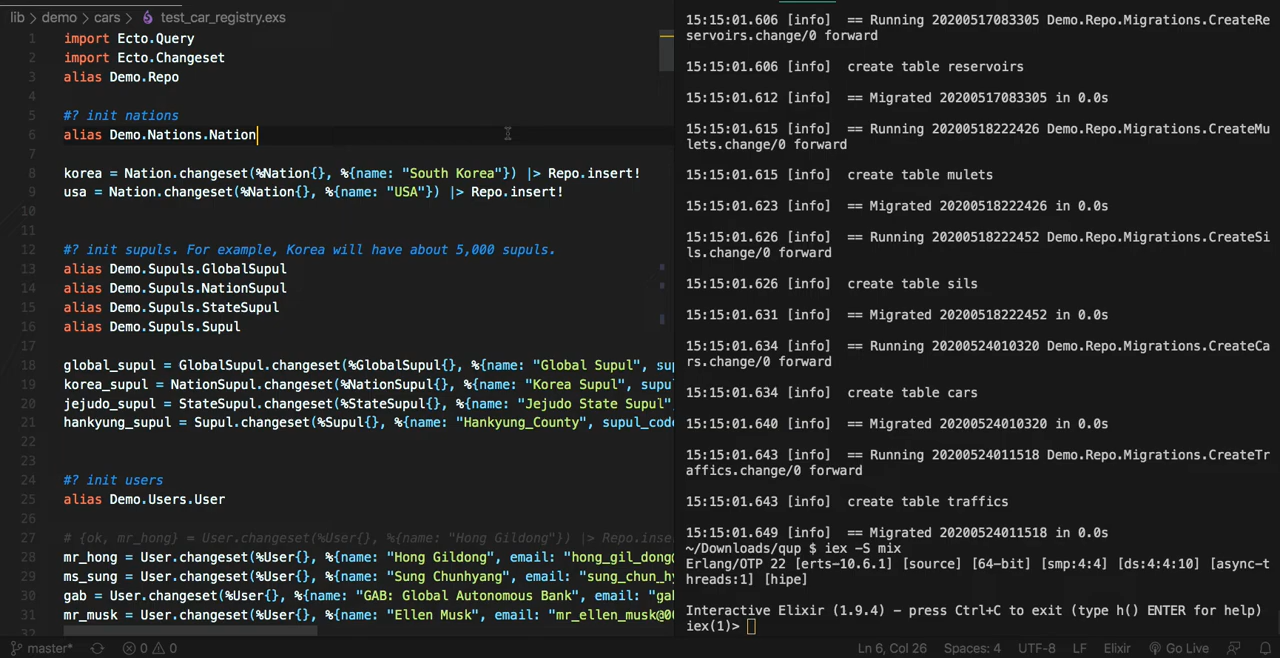 lib > demo > cars > test_car_registry.exs
1 import Ecto.Query
2 import Ecto.Changeset
3 alias Demo.Repo
4
5 #? init nations
6 alias Demo.Nations.Nation
7
8 korea = Nation.changeset(%Nation{}, %{name: "South Korea"}) |> Repo.insert!
9 usa = Nation.changeset(%Nation{}, %{name: "USA"}) |> Repo.insert!
10
11
12 #? init supuls. For example, Korea will have about 5,000 supuls.
13 alias Demo.Supuls.GlobalSupul
14 alias Demo.Supuls.NationSupul
15 alias Demo.Supuls.StateSupul
16 alias Demo.Supuls.Supul
17
18 global_supul = GlobalSupul.changeset(%GlobalSupul{}, %{name: "Global Supul", sup
19 korea_supul = NationSupul.changeset(%NationSupul{}, %{name: "Korea Supul", supul
20 jejudo_supul = StateSupul.changeset(%StateSupul{}, %{name: "Jejudo State Supul",
21 hankyung_supul = Supul.changeset(%Supul{}, %{name: "Hankyung_County", supul_code
22
23
24 #? init users
25 alias Demo.Users.User
26
27 # {ok, mr_hong} = User.changeset(%User{}, %{name: "Hong Gildong"}) |> Repo.inse
28 mr_hong = User.changeset(%User{}, %{name: "Hong Gildong", email: "hong_gil_dong@
29 ms_sung = User.changeset(%User{}, %{name: "Sung Chunhyang", email: "sung_chun_hy
30 gab = User.changeset(%User{}, %{name: "GAB: Global Autonomous Bank", email: "gab
31 mr_musk = User.changeset(%User{}, %{name: "Ellen Musk", email: "mr_ellen_musk@00
32
15:15:01.606 [info] == Running 20200517083305 Demo.Repo.Migrations.CreateRe
servoirs.change/0 forward
15:15:01.606 [info] create table reservoirs
15:15:01.612 [info] == Migrated 20200517083305 in 0.0s
15:15:01.615 [info] == Running 20200518222426 Demo.Repo.Migrations.CreateMu
lets.change/0 forward
15:15:01.615 [info] create table mulets
15:15:01.623 [info] == Migrated 20200518222426 in 0.0s
15:15:01.626 [info] == Running 20200518222452 Demo.Repo.Migrations.CreateSi
ls.change/0 forward
15:15:01.626 [info] create table sils
15:15:01.631 [info] == Migrated 20200518222452 in 0.0s
15:15:01.634 [info] == Running 20200524010320 Demo.Repo.Migrations.CreateCa
rs.change/0 forward
15:15:01.634 [info] create table cars
15:15:01.640 [info] == Migrated 20200524010320 in 0.0s
15:15:01.643 [info] == Running 20200524011518 Demo.Repo.Migrations.CreateTr
affics.change/0 forward
15:15:01.643 [info] create table traffics
15:15:01.649 [info] == Migrated 20200524011518 in 0.0s
~/Downloads/qup $ iex -S mix
Erlang/OTP 22 [erts-10.6.1] [source] [64-bit] [smp:4:4] [ds:4:4:10] [async-t
hreads:1] [hipe]
Interactive Elixir (1.9.4) - press Ctrl+C to exit (type h() ENTER for help)
iex(1)>
master* 0 0 Ln 6, Col 26 Spaces: 4 UTF-8 LF Elixir Go Live